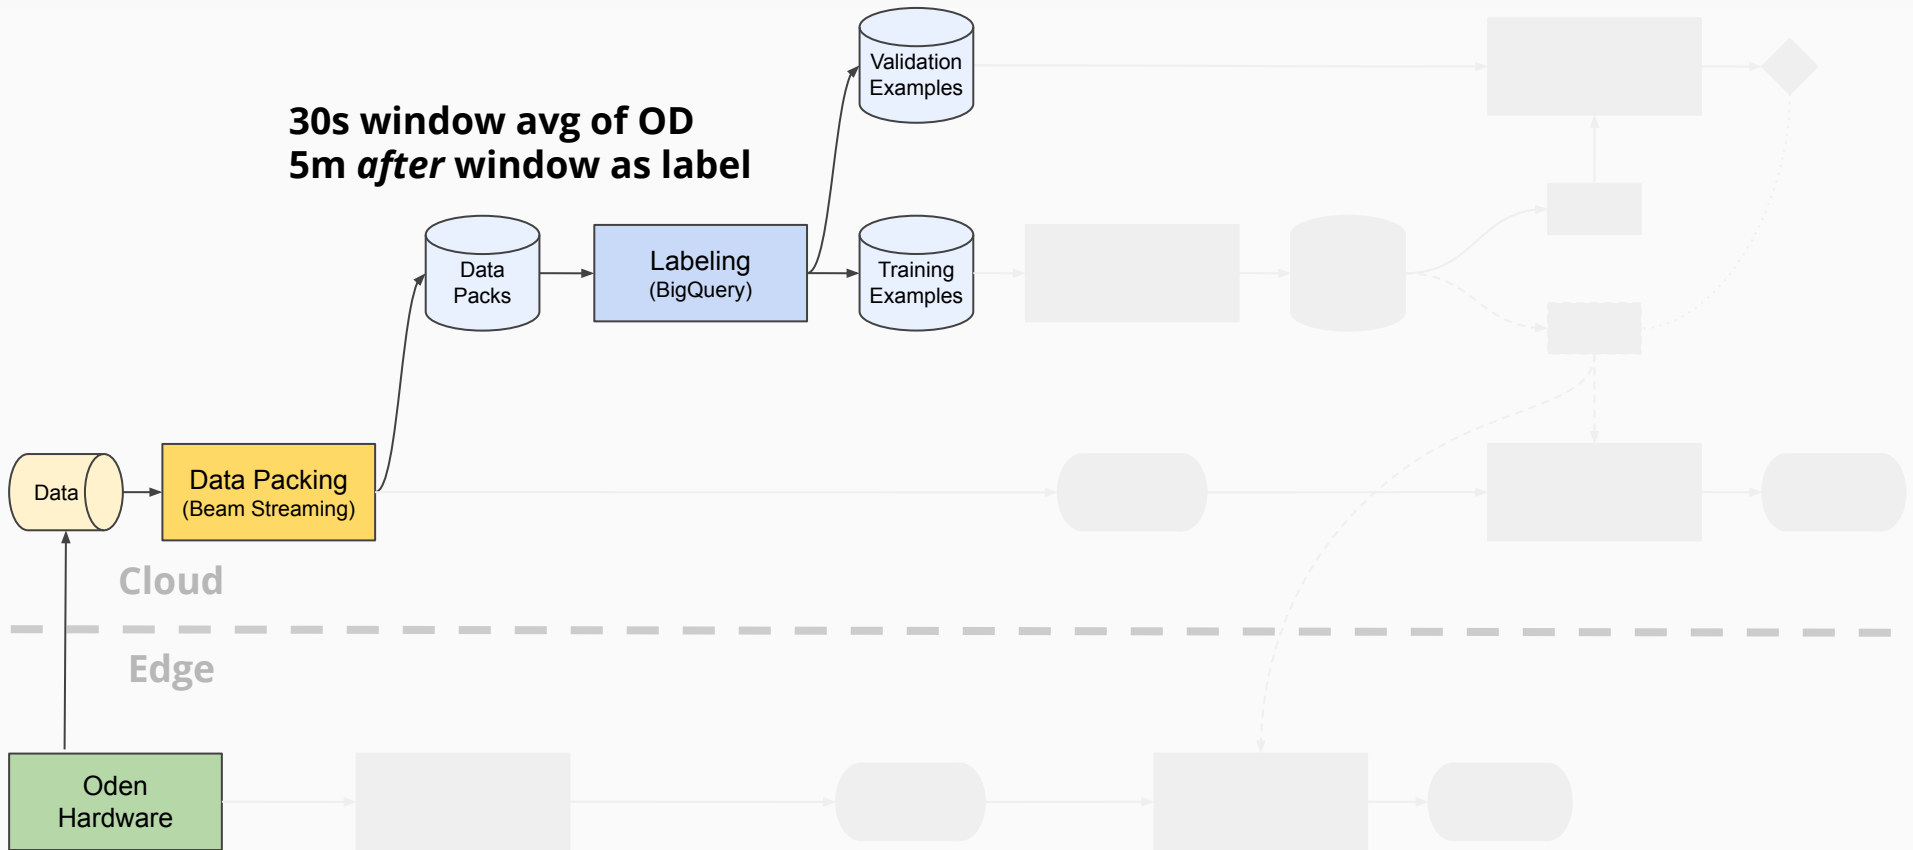 Validation
Examples
30s window avg of OD
5m after window as label
Data
Packs
Labeling
(BigQuery)
Training
Examples
Data
Data Packing
(Beam Streaming)
Cloud
Edge
Oden
Hardware